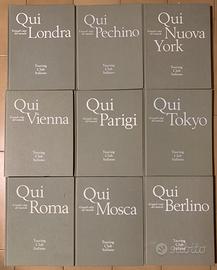 Qui
Londra
Touring
Club
Italiano
Qui
Pechino
Touring
Club
Italiano
Qui
Nuova
York
Touring
Club
Italiano
Qui
Vienna
Touring
Club
Italiano
Qui
Parigi
Touring
Club
Italiano
Qui
Tokyo
Touring
Club
Italiano
Qui
Roma
Touring
Club
Italiano
Qui
Mosca
Touring
Club
Italiano
Qui
Berlino
Touring
Club
Italiano
subito